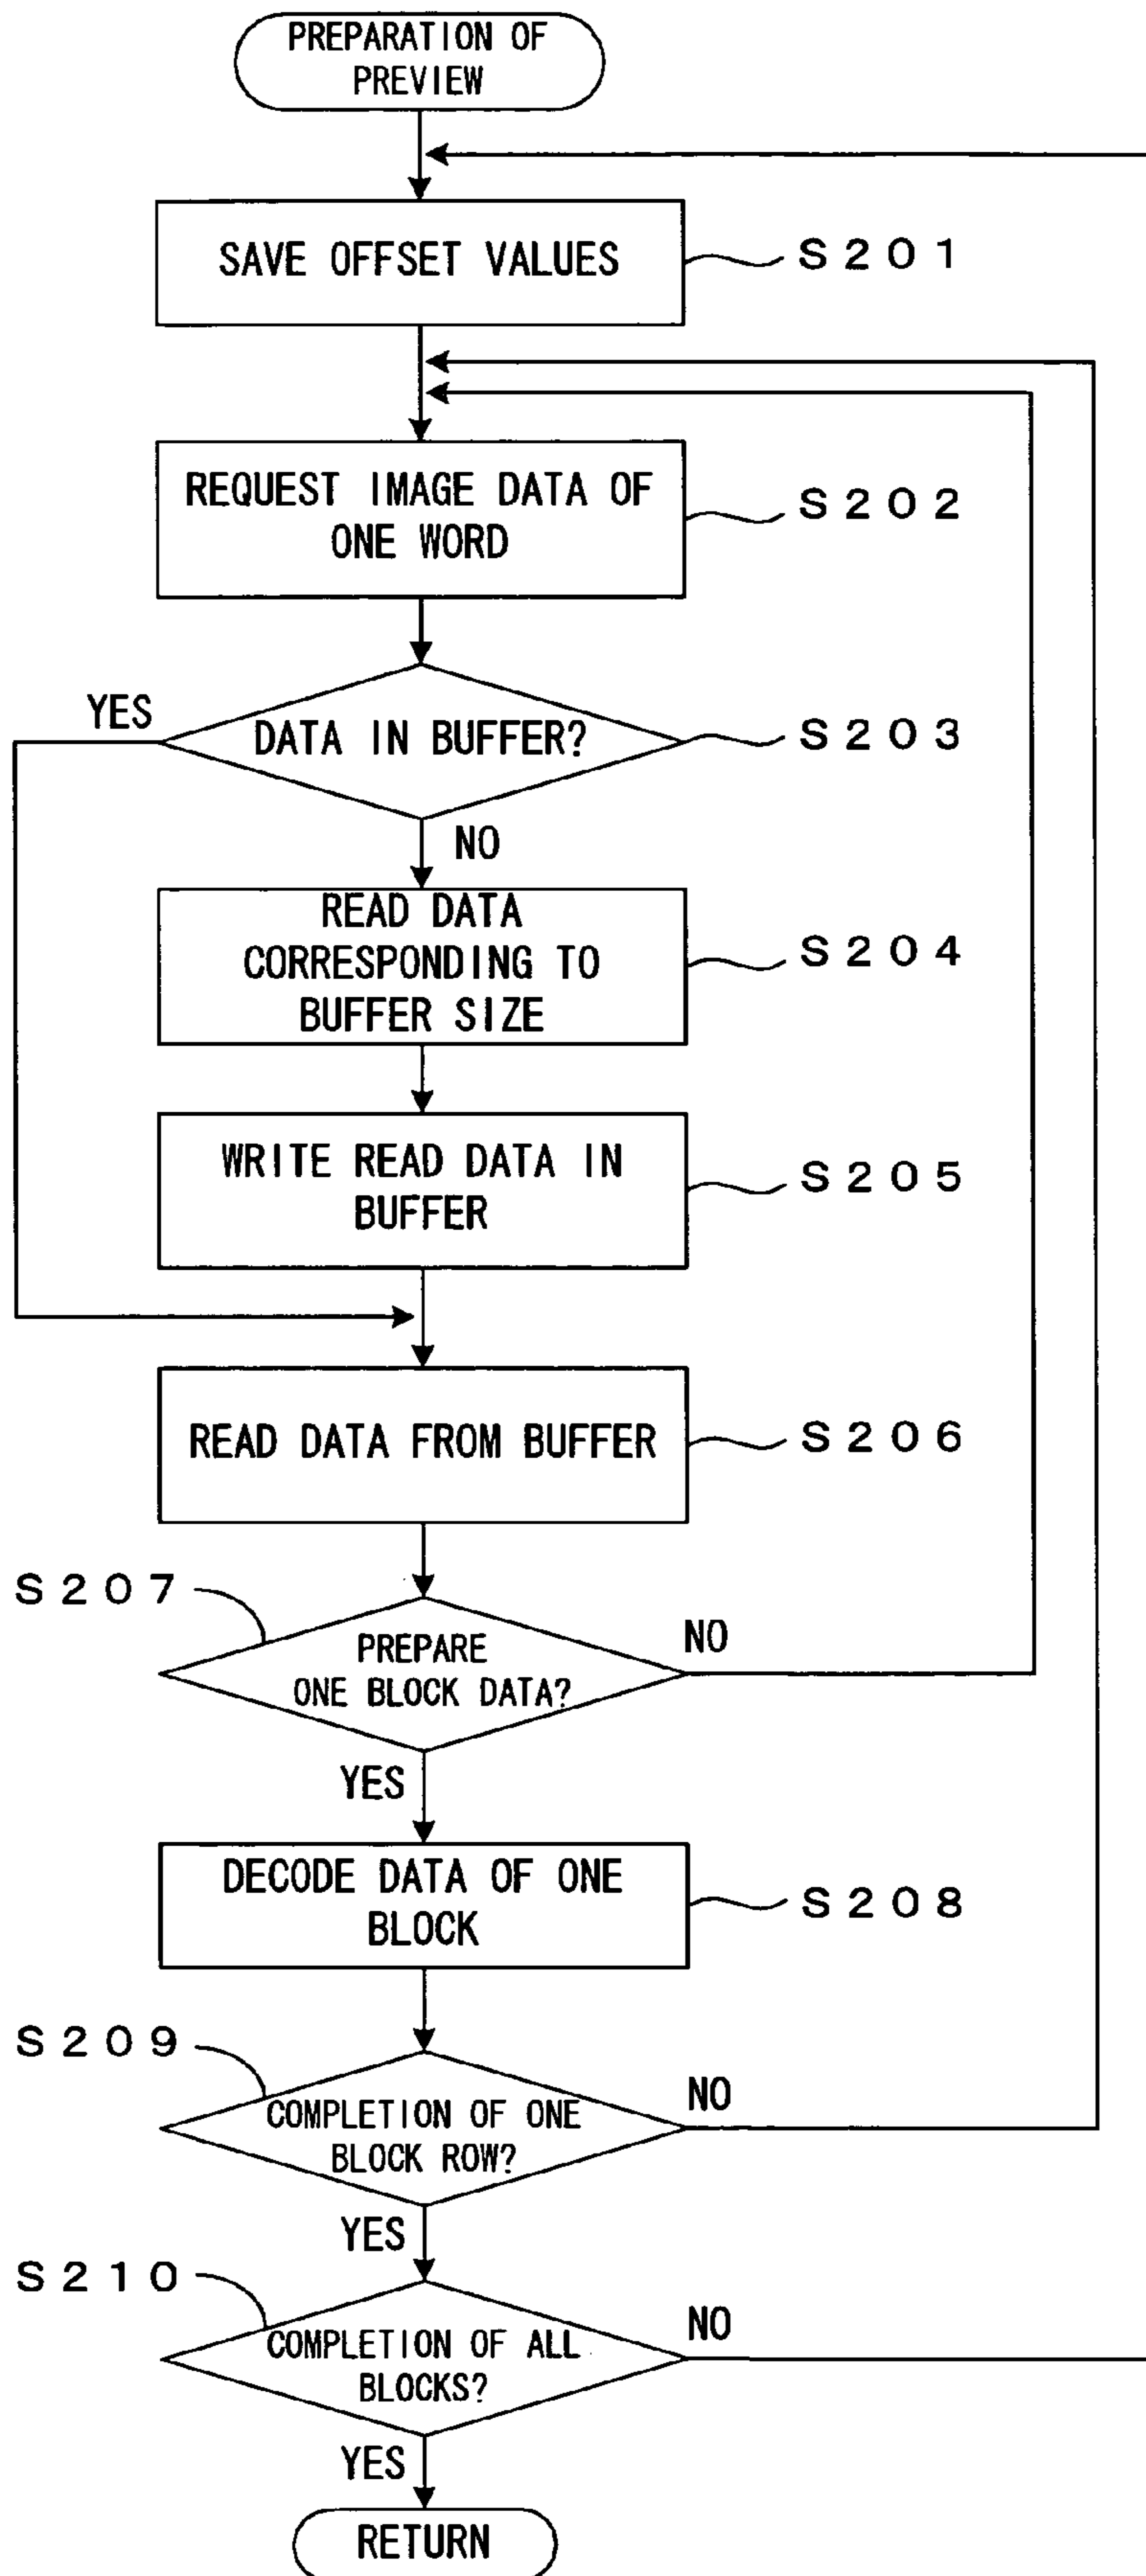 PREPARATION OF
PREVIEW
SAVE OFFSET VALUES
S201
REQUEST IMAGE DATA OF
ONE WORD
S202
YES
DATA IN BUFFER?
S203
NO
READ DATA
CORRESPONDING TO
BUFFER SIZE
S204
WRITE READ DATA IN
BUFFER
S205
READ DATA FROM BUFFER
S206
S207
PREPARE
ONE BLOCK DATA?
NO
YES
DECODE DATA OF ONE
BLOCK
S208
S209
COMPLETION OF ONE
BLOCK ROW?
NO
YES
S210
COMPLETION OF ALL
BLOCKS?
NO
YES
RETURN